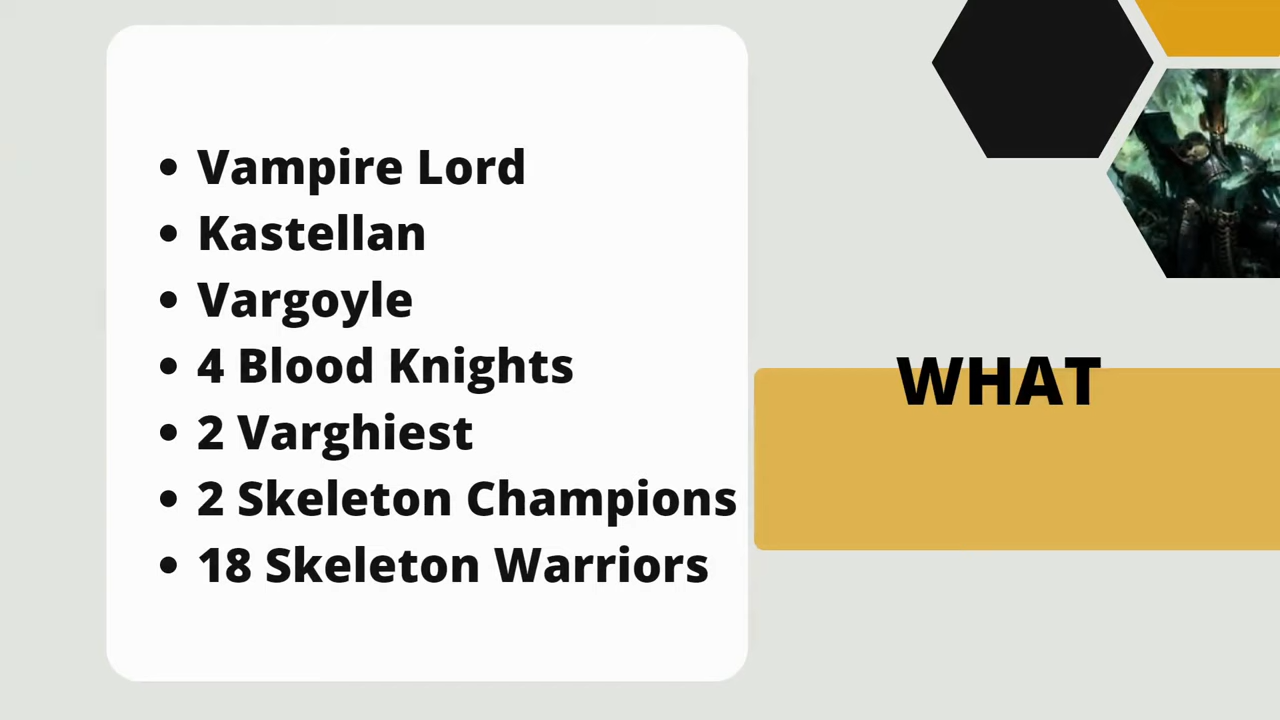 • Vampire Lord
• Kastellan
• Vargoyle
• 4 Blood Knights
• 2 Varghiest
• 2 Skeleton Champions
• 18 Skeleton Warriors
WHAT